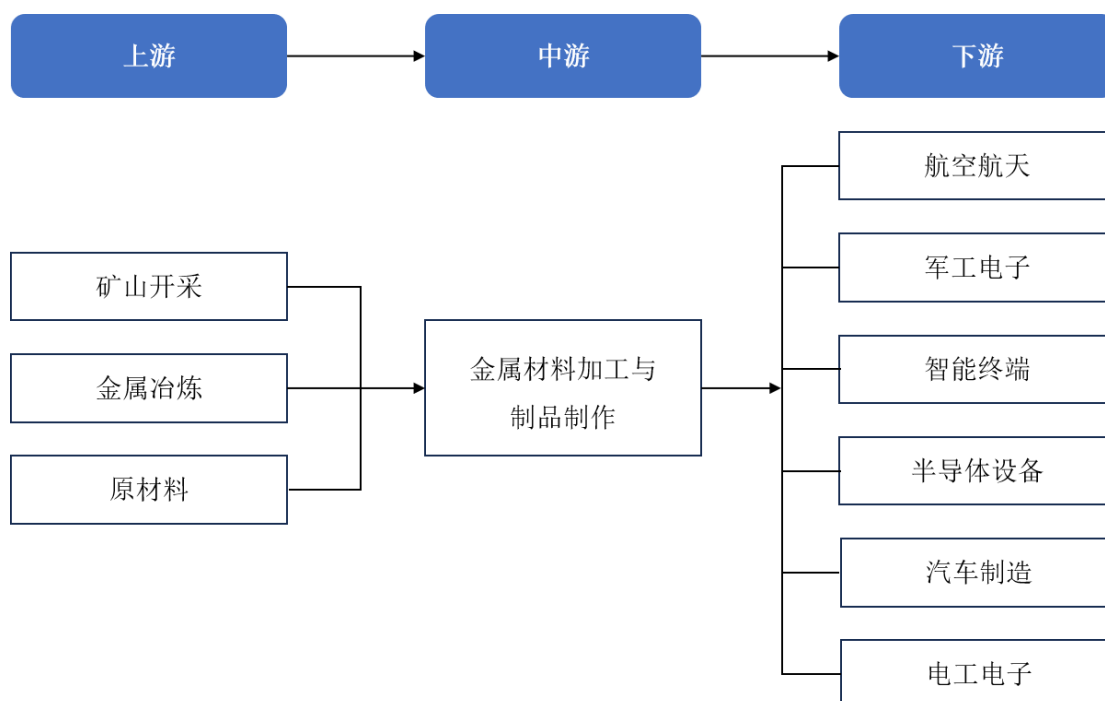 上游
中游
下游
矿山开采
金属冶炼
原材料
金属材料加工与
制品制作
航空航天
军工电子
智能终端
半导体设备
汽车制造
电工电子